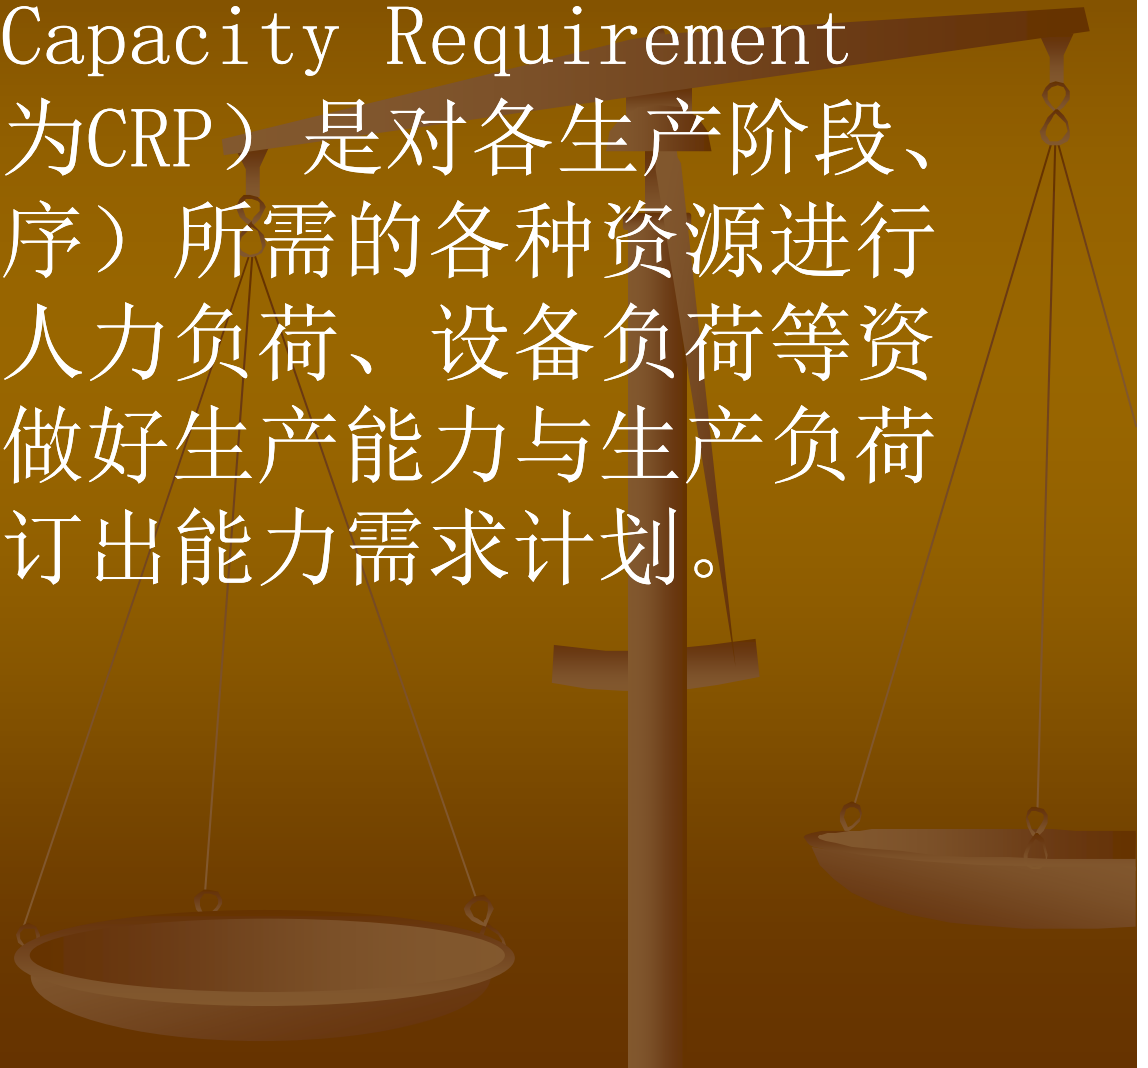 Capacity Requirement
为CRP）是对各生产阶段、
序）所需的各种资源进行
人力负荷、设备负荷等资
做好生产能力与生产负荷
订出能力需求计划。